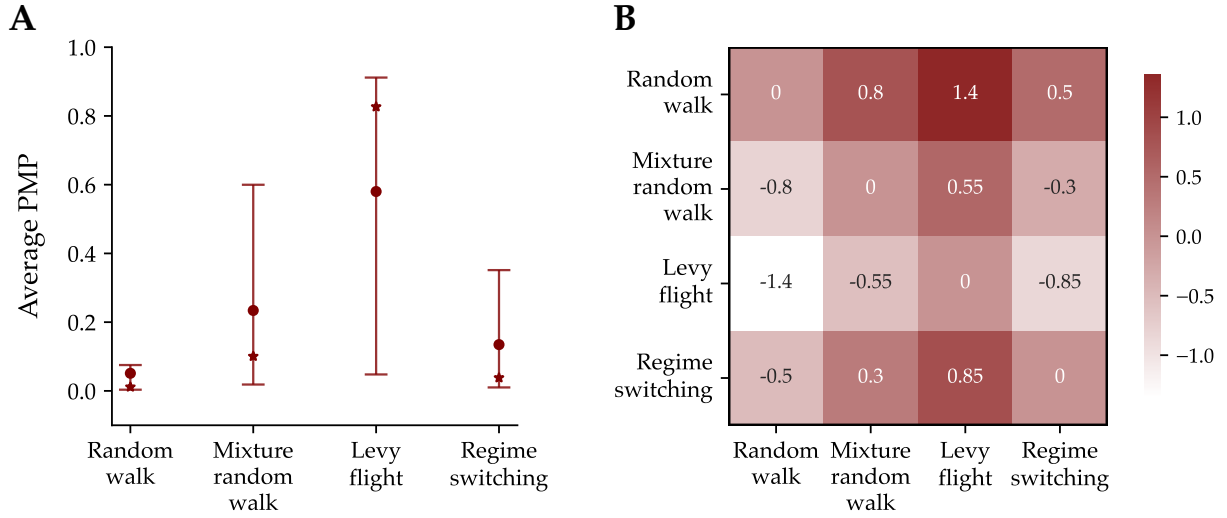 A
Average PMP
1.0
0.8
0.6
0.4
0.2
0.0
Random
walk
Mixture
random
walk
Levy
flight
Regime
switching
B
Random
walk
Mixture
random
walk
Levy
flight
Regime
switching
0 0.8 1.4 0.5
-0.8 0 0.55 -0.3
-1.4 -0.55 0 -0.85
-0.5 0.3 0.85 0
Random
walk
Mixture
random
walk
Levy
flight
Regime
switching
1.0
0.5
0.0
−0.5
−1.0